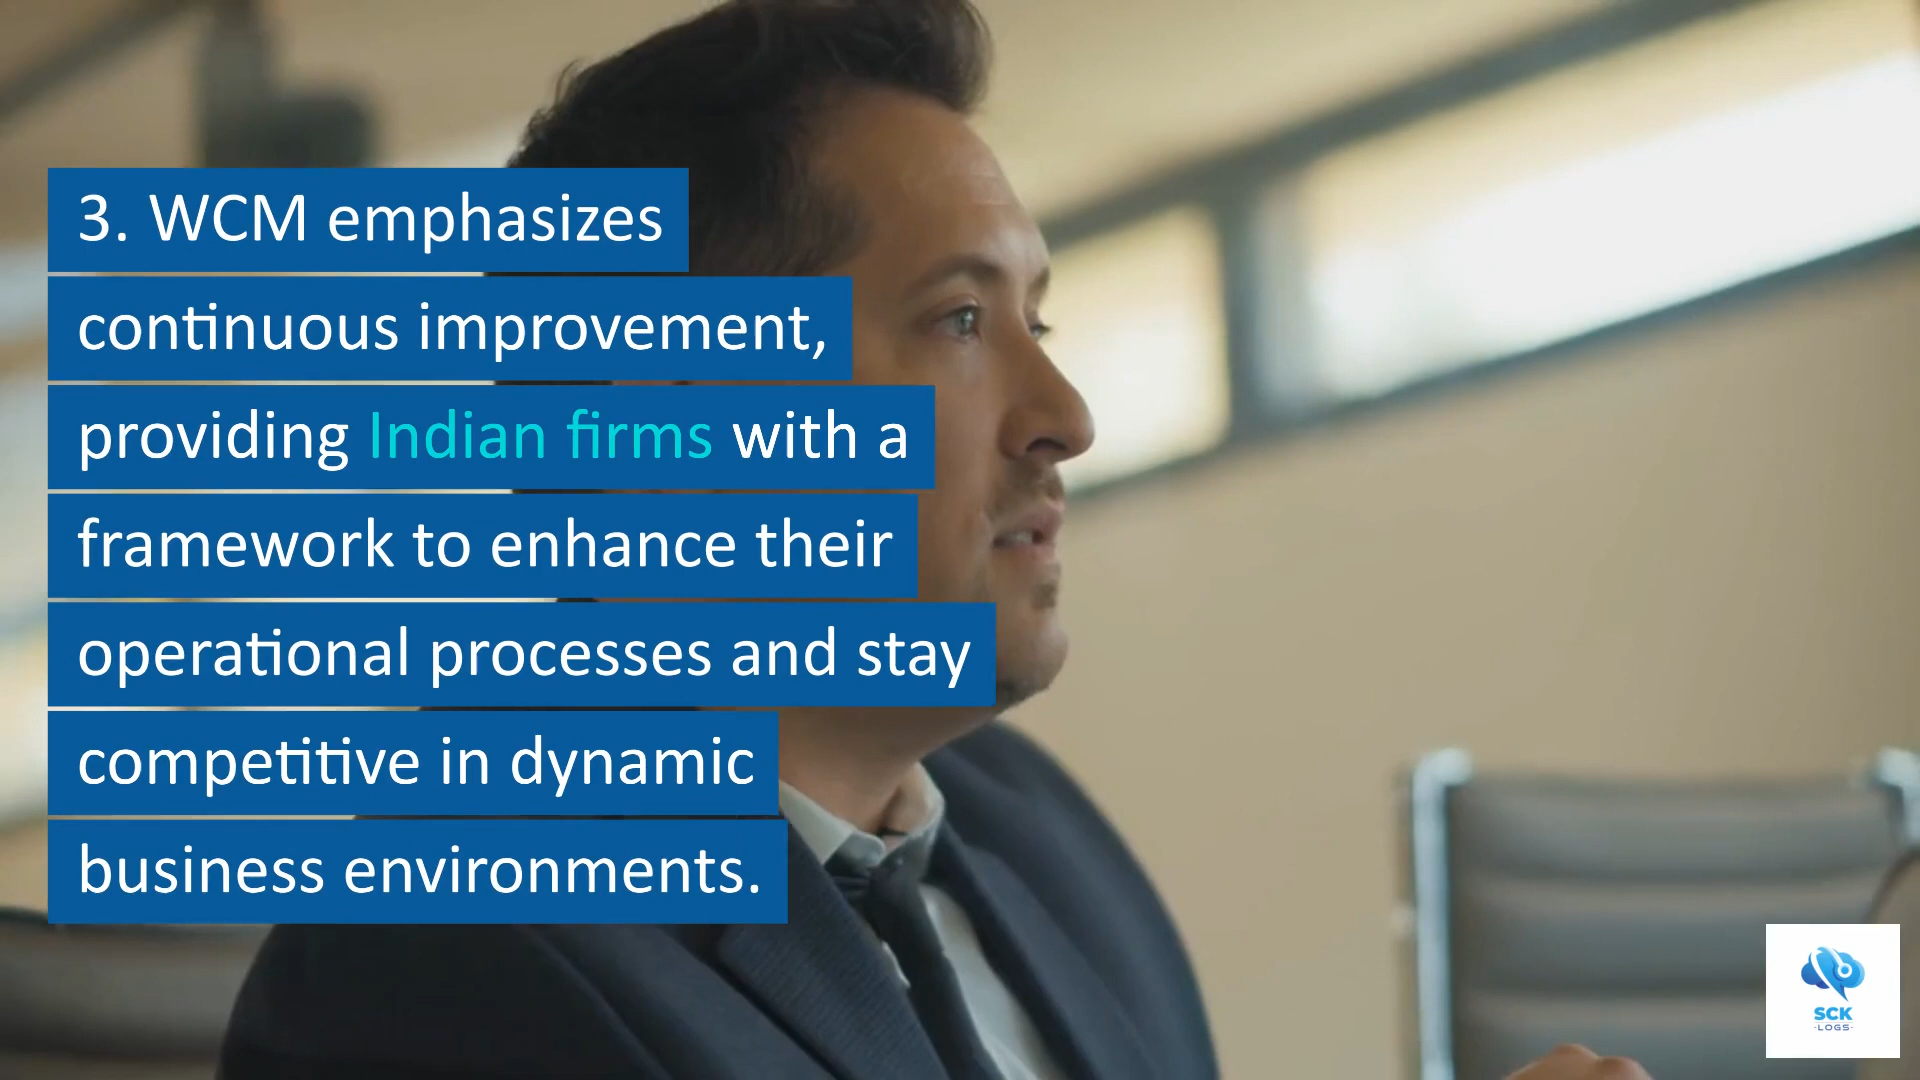 3. WCM emphasizes
continuous improvement,
providing Indian firms with a
framework to enhance their
operational processes and stay
competitive in dynamic
business environments.
SCK
-LOGS-